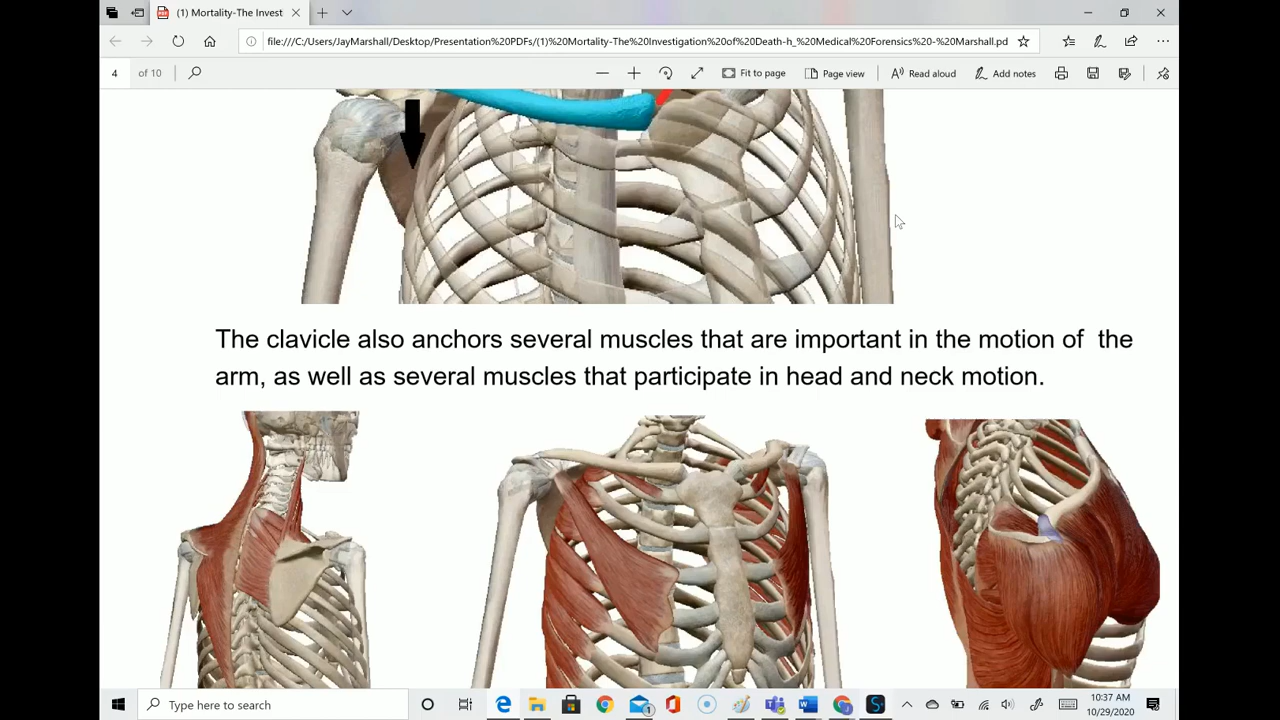 (1) Mortality-The Invest
file:///C:/Users/JayMarshall/Desktop/Presentation%20PDFs/(1)%20Mortality-The%20Investigation%20of%20Death-h_%20Medical%20Forensics%20-%20Marshall.pd
4 of 10
Fit to page
Page view
Read aloud
Add notes
The clavicle also anchors several muscles that are important in the motion of the
arm, as well as several muscles that participate in head and neck motion.
Type here to search
10:37 AM
10/29/2020